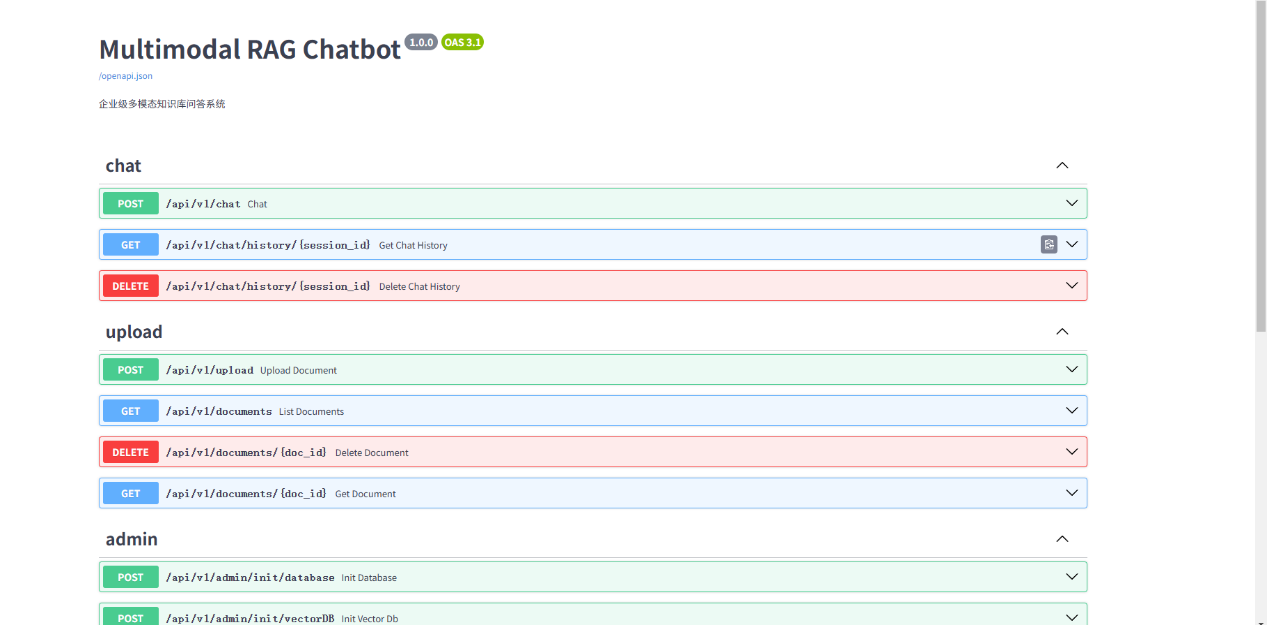 Multimodal RAG Chatbot 1.0.0 OAS 3.1
/openapi.json
企业级多模态知识库问答系统
chat
POST /api/v1/chat Chat
GET /api/v1/chat/history/{session_id} Get Chat History
DELETE /api/v1/chat/history/{session_id} Delete Chat History
upload
POST /api/v1/upload Upload Document
GET /api/v1/documents List Documents
DELETE /api/v1/documents/{doc_id} Delete Document
GET /api/v1/documents/{doc_id} Get Document
admin
POST /api/v1/admin/init/database Init Database
POST /api/v1/admin/init/vectorDB Init Vector Db